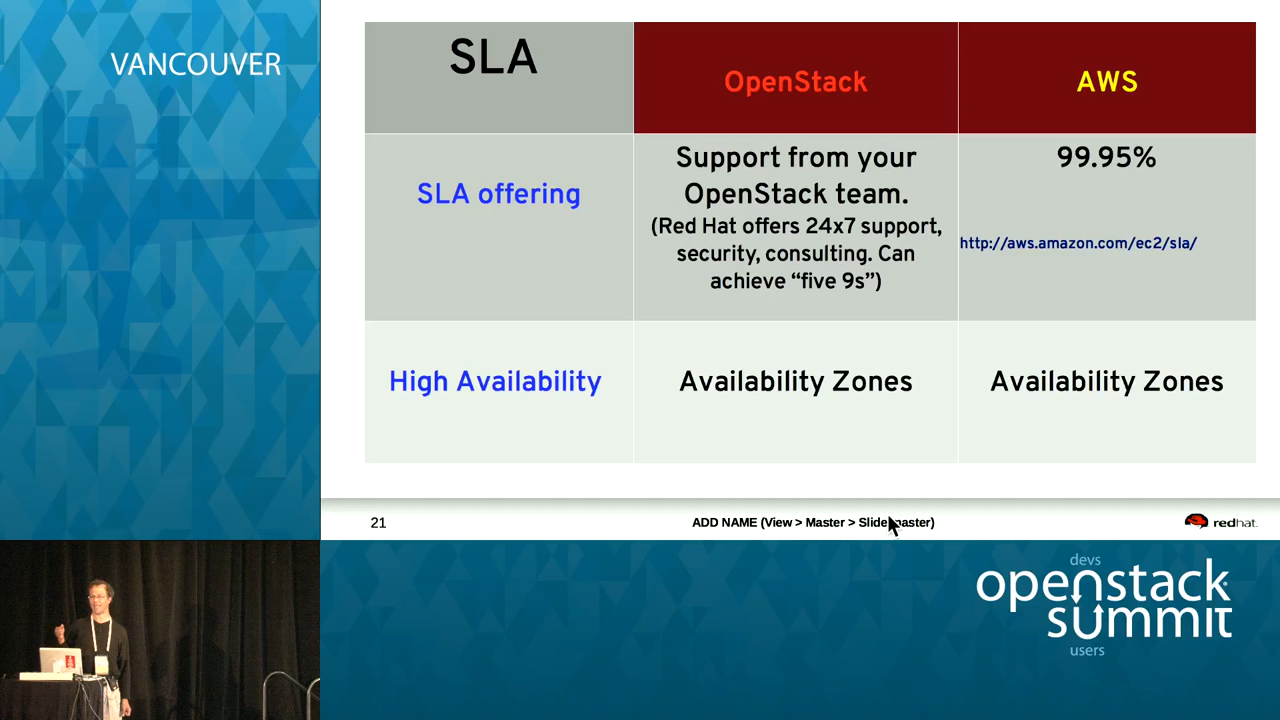 VANCOUVER
SLA
OpenStack
AWS
SLA offering
Support from your
OpenStack team.
(Red Hat offers 24x7 support,
security, consulting. Can
achieve “five 9s”)
99.95%
http://aws.amazon.com/ec2/sla/
High Availability
Availability Zones
Availability Zones
21
ADD NAME (View > Master > Slide master)
redhat.
devs
openstack
summit
users